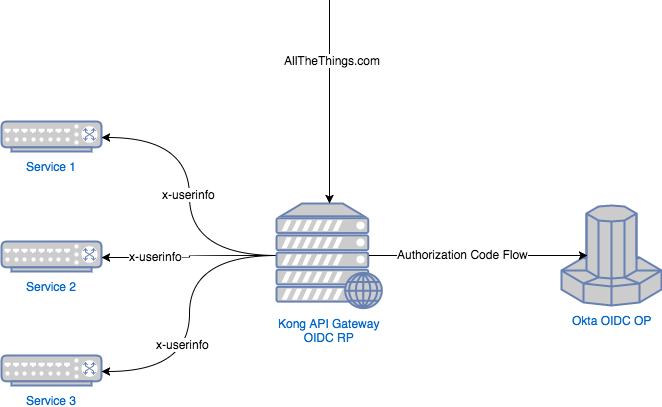 AllTheThings.com
Service 1
x-userinfo
x-userinfo
Authorization Code Flow
Service 2
Kong API Gateway
OIDC RP
Okta OIDC OP
x-userinfo
Service 3